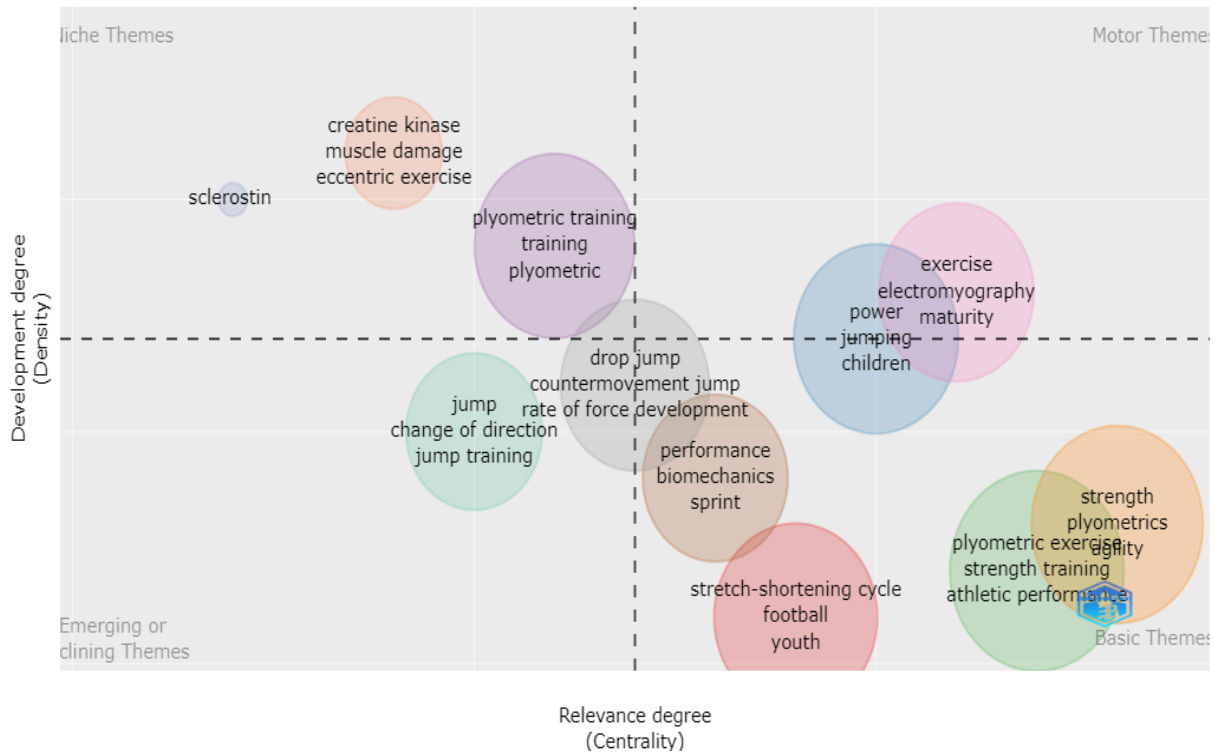 Niche Themes
Motor Themes
creatine kinase
muscle damage
eccentric exercise
sclerostin
plyometric training
training
plyometric
exercise
electromyography
maturity
power
jumping
children
drop jump
countermovement jump
rate of force development
jump
change of direction
jump training
performance
biomechanics
sprint
strength
plyometrics
agility
plyometric exercise
strength training
athletic performance
stretch-shortening cycle
football
youth
Emerging or
clining Themes
Basic Themes
Development degree
(Density)
Relevance degree
(Centrality)